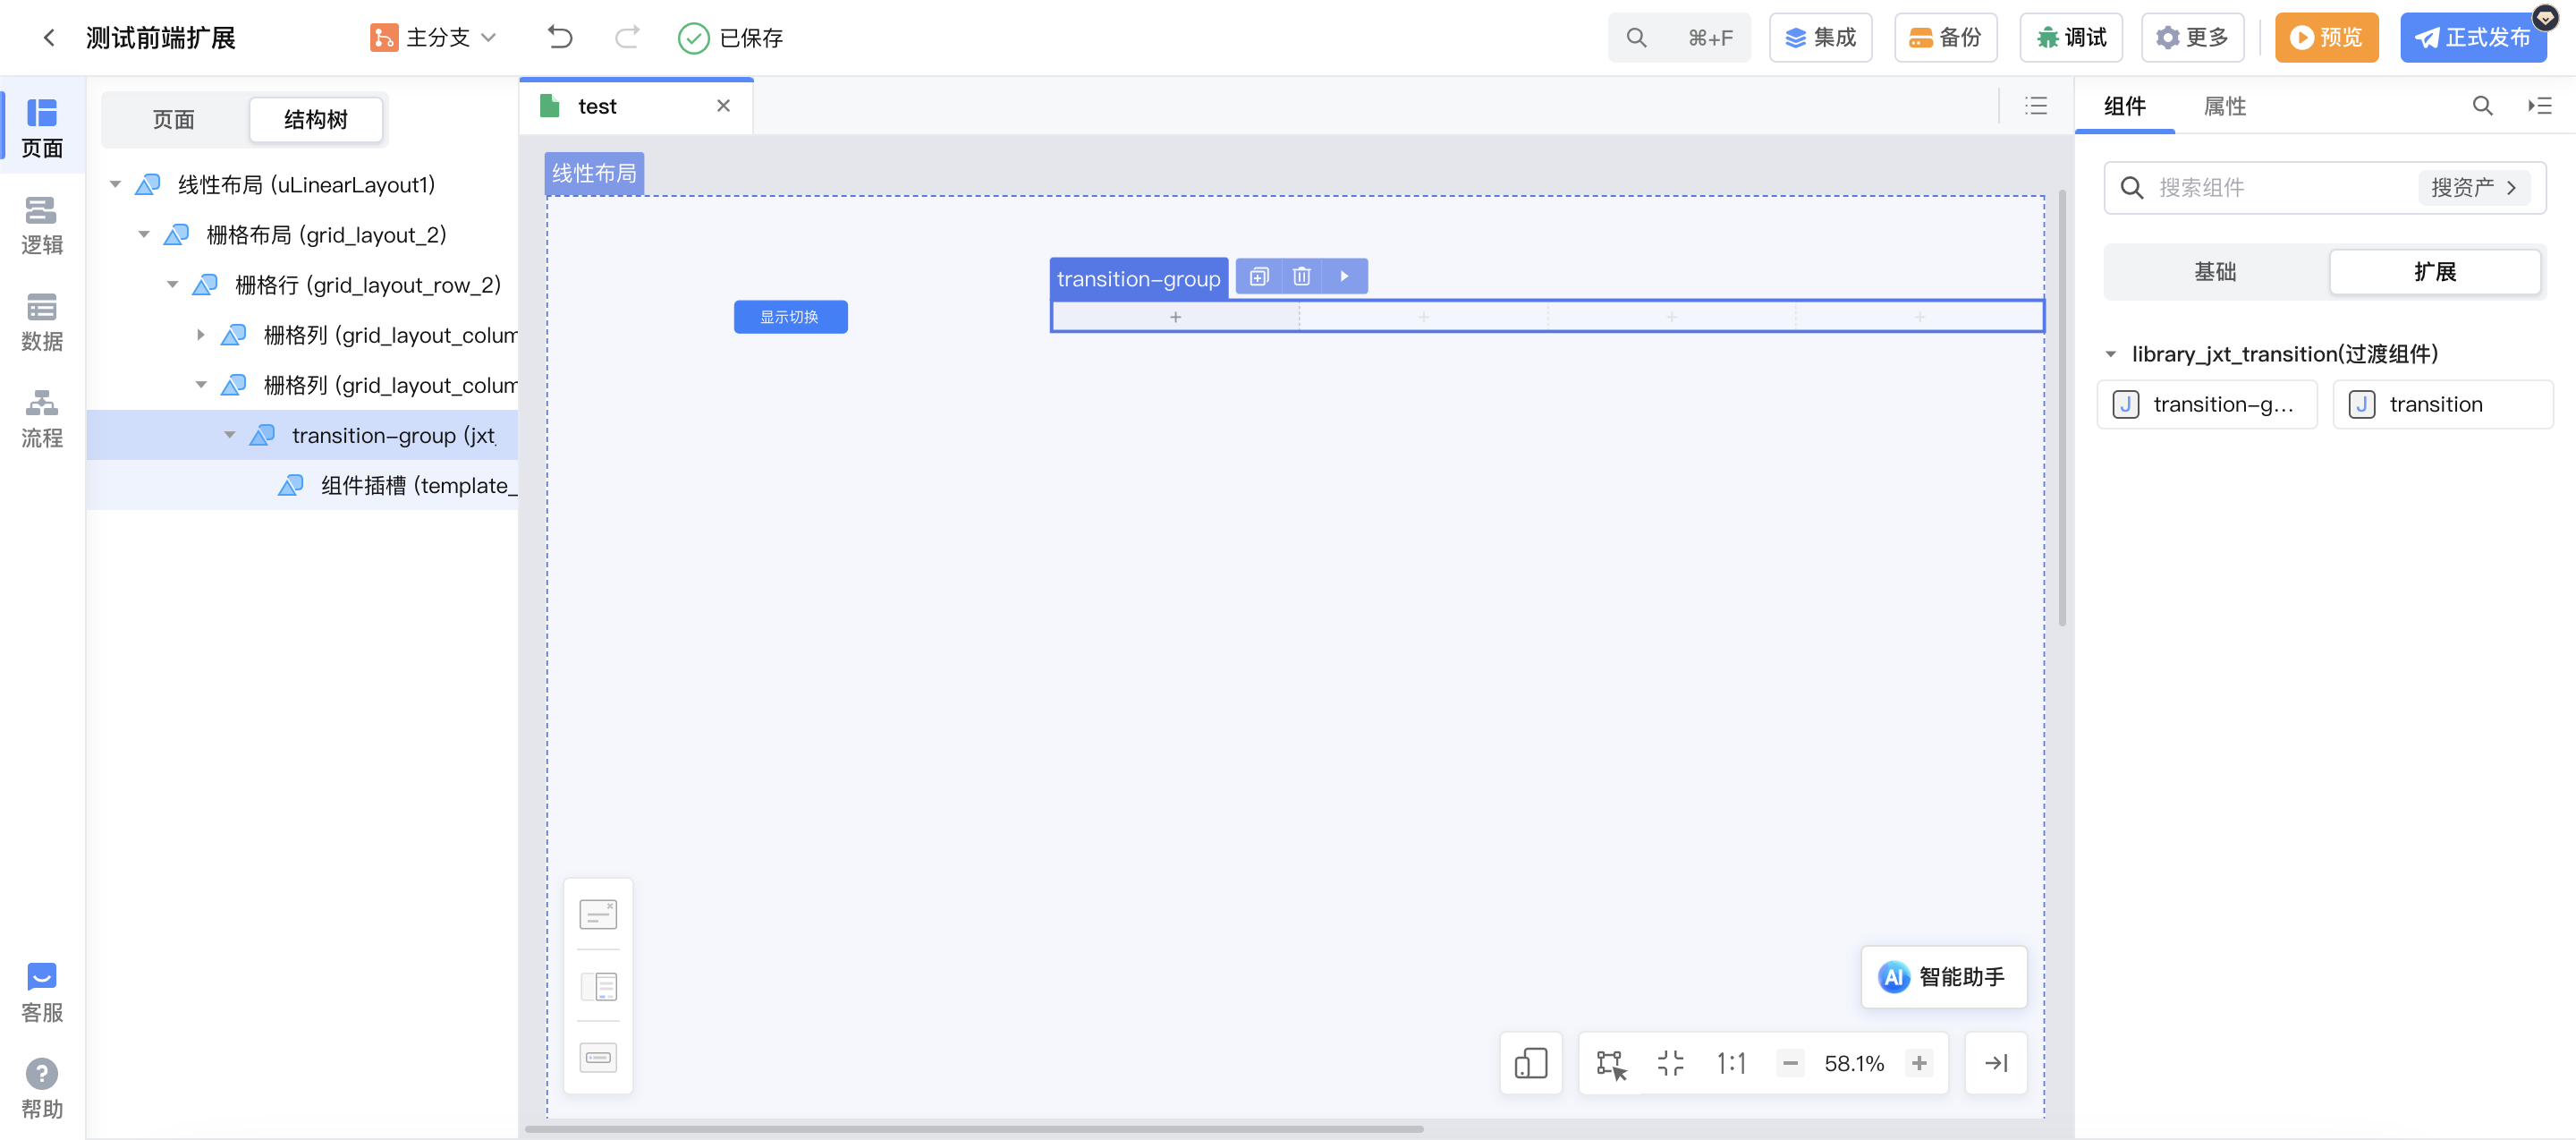 测试前端扩展
主分支
已保存
⌘+F
集成
备份
调试
更多
预览
正式发布
页面
逻辑
数据
流程
客服
帮助
页面
结构树
线性布局 (uLinearLayout1)
栅格布局 (grid_layout_2)
栅格行 (grid_layout_row_2)
栅格列 (grid_layout_colum
栅格列 (grid_layout_colum
transition-group (jxt_
组件插槽 (template_
test
线性布局
transition-group
显示切换
AI 智能助手
1:1
58.1%
组件
属性
搜索组件
搜资产
基础
扩展
library_jxt_transition(过渡组件)
J transition-g...
J transition